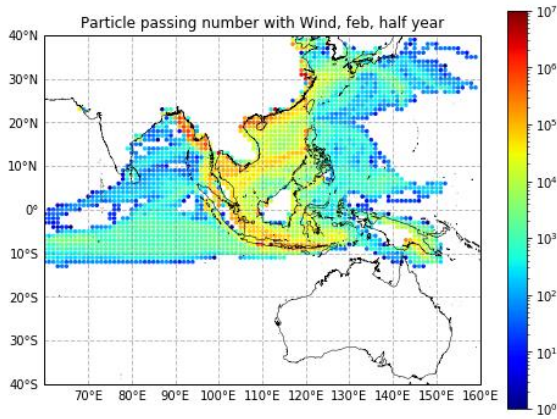 Particle passing number with Wind, feb, half year
40°N
30°N
20°N
10°N
0°
10°S
20°S
30°S
40°S
70°E 80°E 90°E 100°E 110°E 120°E 130°E 140°E 150°E 160°E
10⁷
10⁶
10⁵
10⁴
10³
10²
10¹
10⁰